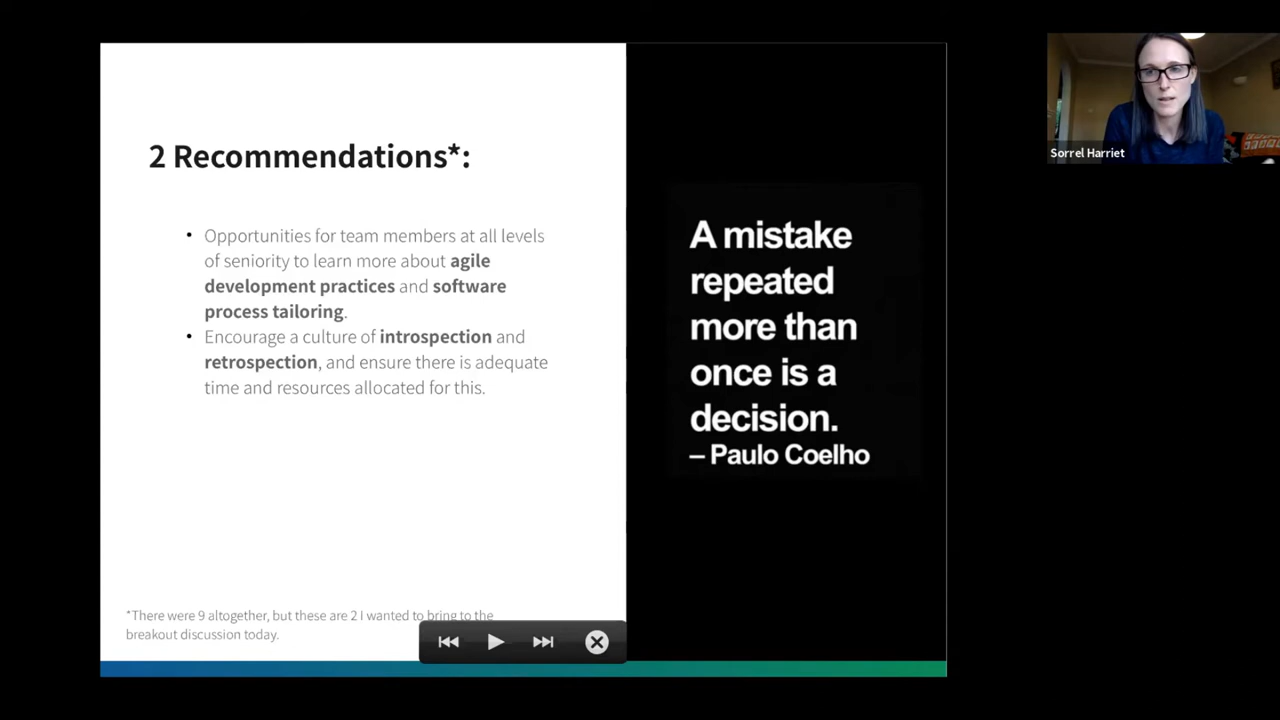 2 Recommendations*:
• Opportunities for team members at all levels
of seniority to learn more about agile
development practices and software
process tailoring.
• Encourage a culture of introspection and
retrospection, and ensure there is adequate
time and resources allocated for this.
*There were 9 altogether, but these are 2 I wanted to bring to the
breakout discussion today.
A mistake
repeated
more than
once is a
decision.
– Paulo Coelho
Sorrel Harriet